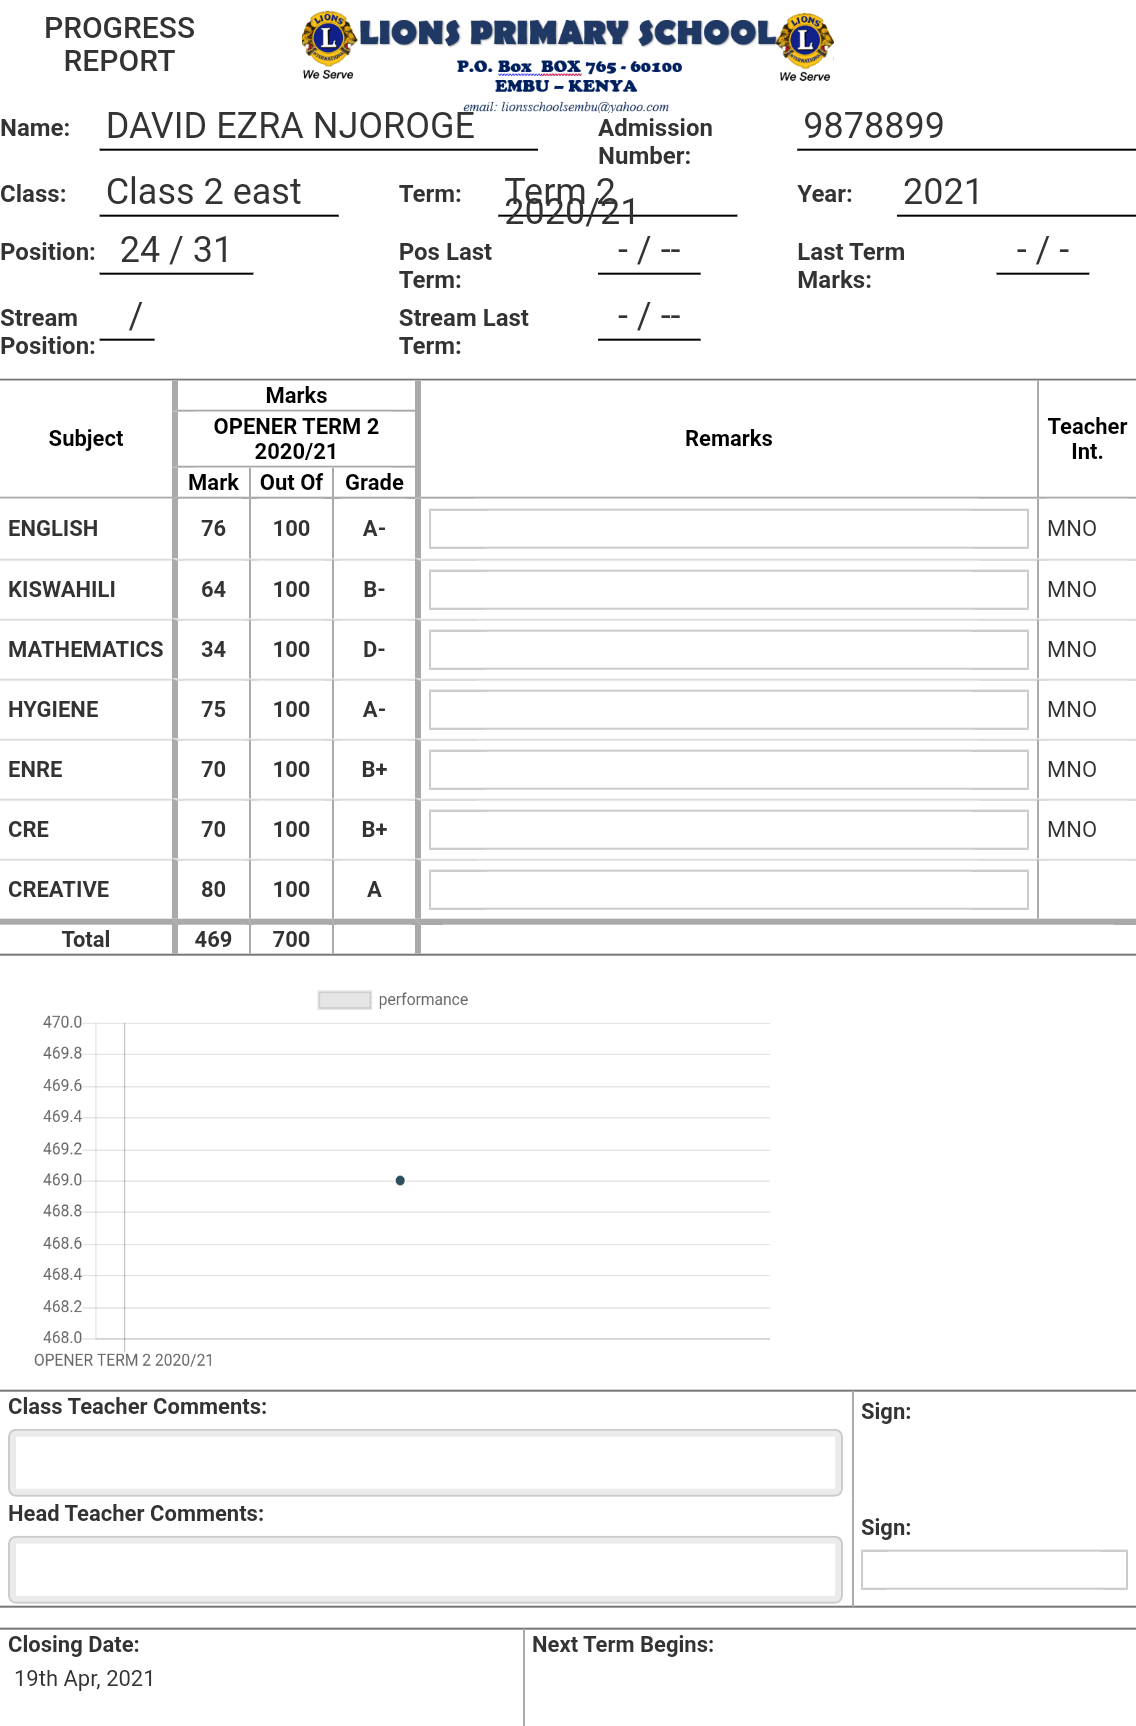 PROGRESS
REPORT
LIONS
INTERNATIONAL
L
We Serve
LIONS PRIMARY SCHOOL
P.O. Box BOX 765 - 60100
EMBU – KENYA
email: lionsschoolsembu@yahoo.com
LIONS
INTERNATIONAL
L
We Serve
Name: DAVID EZRA NJOROGE Admission Number: 9878899
Class: Class 2 east Term: Term 2 2020/21 Year: 2021
Position: 24 / 31 Pos Last Term: - / -- Last Term Marks: - / -
Stream Position: / Stream Last Term: - / --
Subject Marks Remarks Teacher Int.
OPENER TERM 2 2020/21
Mark Out Of Grade
ENGLISH 76 100 A- MNO
KISWAHILI 64 100 B- MNO
MATHEMATICS 34 100 D- MNO
HYGIENE 75 100 A- MNO
ENRE 70 100 B+ MNO
CRE 70 100 B+ MNO
CREATIVE 80 100 A
Total 469 700
performance
470.0
469.8
469.6
469.4
469.2
469.0
468.8
468.6
468.4
468.2
468.0
OPENER TERM 2 2020/21
Class Teacher Comments: Sign:
Head Teacher Comments: Sign:
Closing Date: Next Term Begins:
19th Apr, 2021